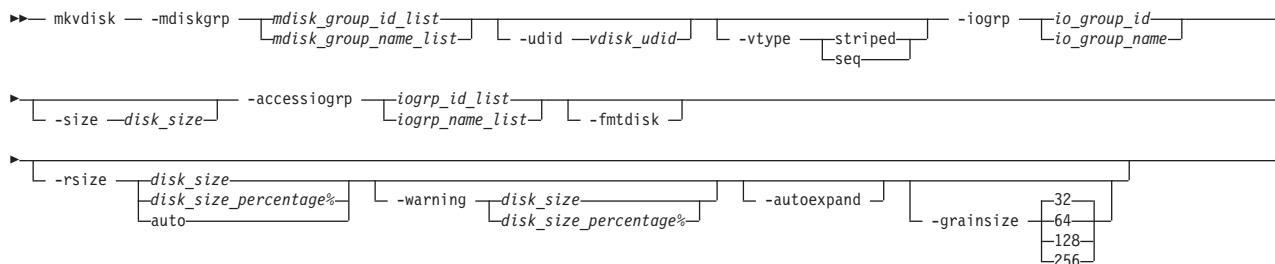 mkvdisk -mdiskgrp mdisk_group_id_list -iogrp io_group_id
mdisk_group_name_list -udid vdisk_udid -vtype striped io_group_name
seq
-accessiogrp iogrp_id_list
-size disk_size iogrp_name_list -fmtdisk
-rsize disk_size
disk_size_percentage% -warning disk_size -autoexpand 32
auto disk_size_percentage% -grainsize 64
128
256